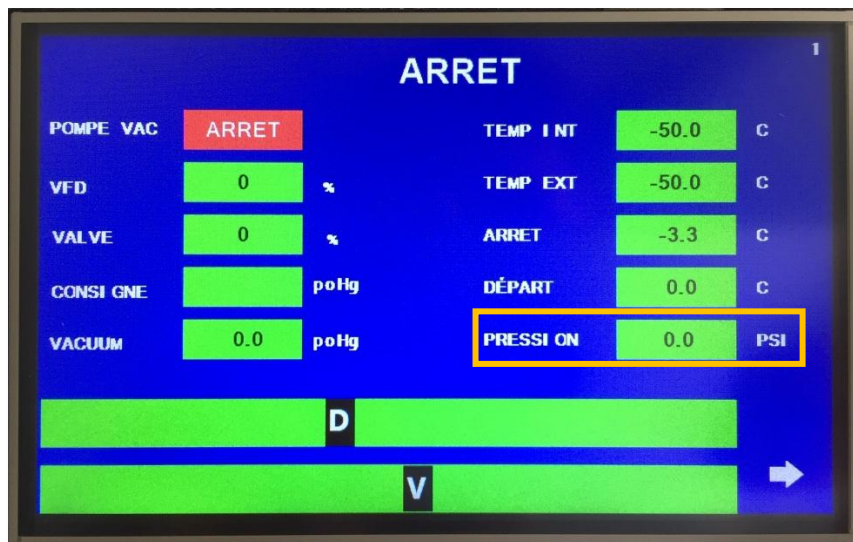 ARRET 1
POMPE VAC ARRET TEMP INT -50.0 C
VFD 0 % TEMP EXT -50.0 C
VALVE 0 % ARRET -3.3 C
CONSIGNE poHg DÉPART 0.0 C
VACUUM 0.0 poHg PRESSION 0.0 PSI
D
V